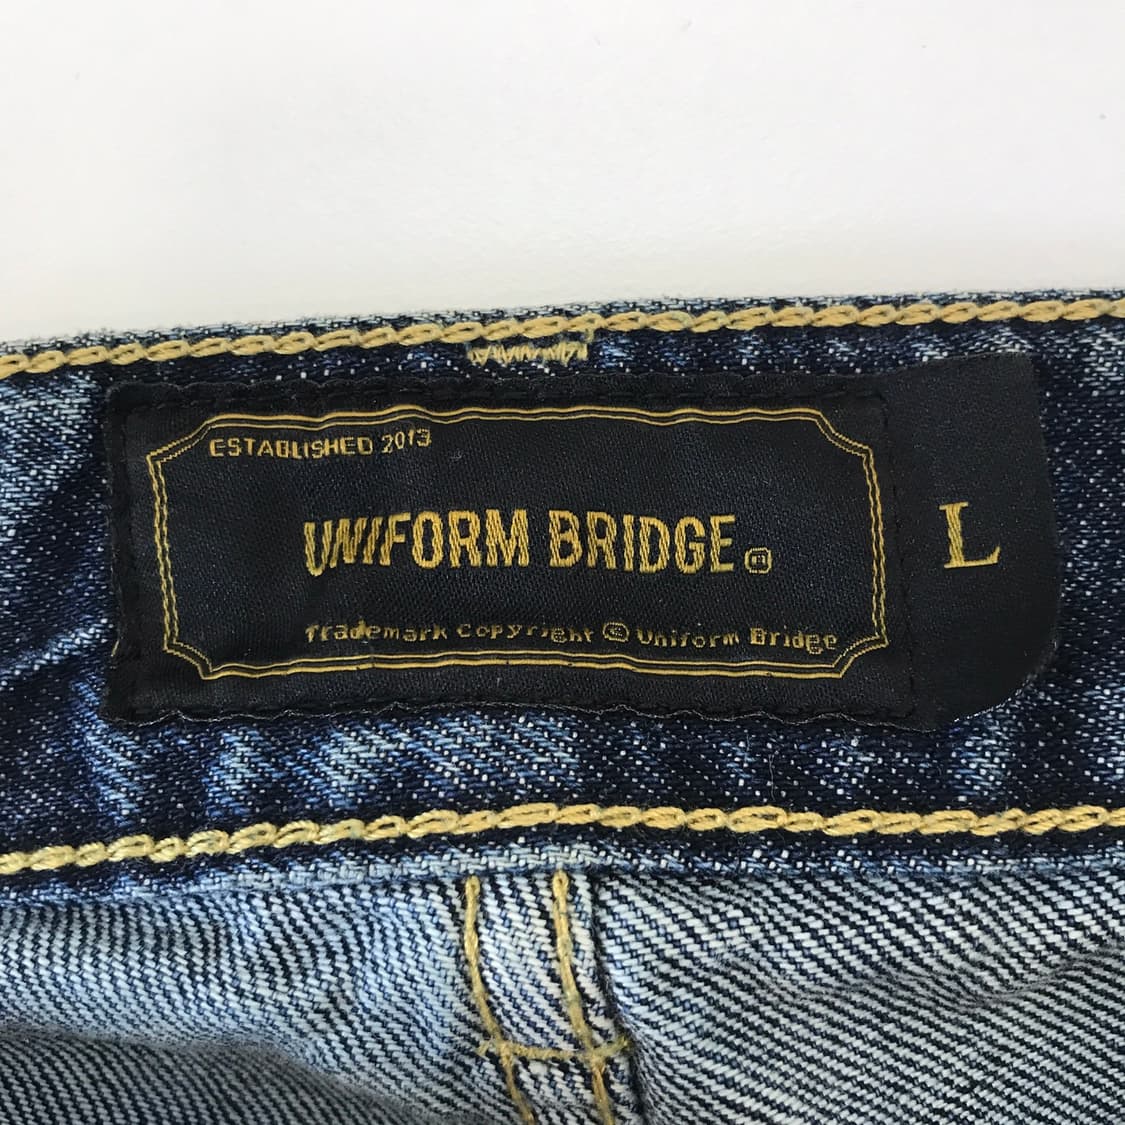 ESTABLISHED 2013
UNIFORM BRIDGE ®
Trademark Copyright © Uniform Bridge
L